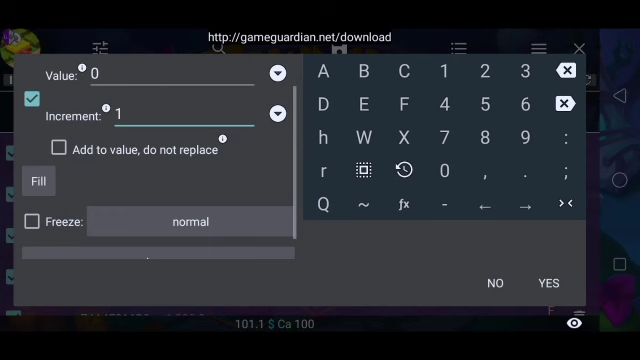 http://gameguardian.net/download
Value: 0
Increment: 1
Add to value, do not replace
Fill
Freeze: normal
A B C 1 2 3
D E F 4 5 6
h W X 7 8 9 :
r 0 , . ;
Q ~ ƒx - ← → ><
NO YES
101.1 $ Ca 100
F